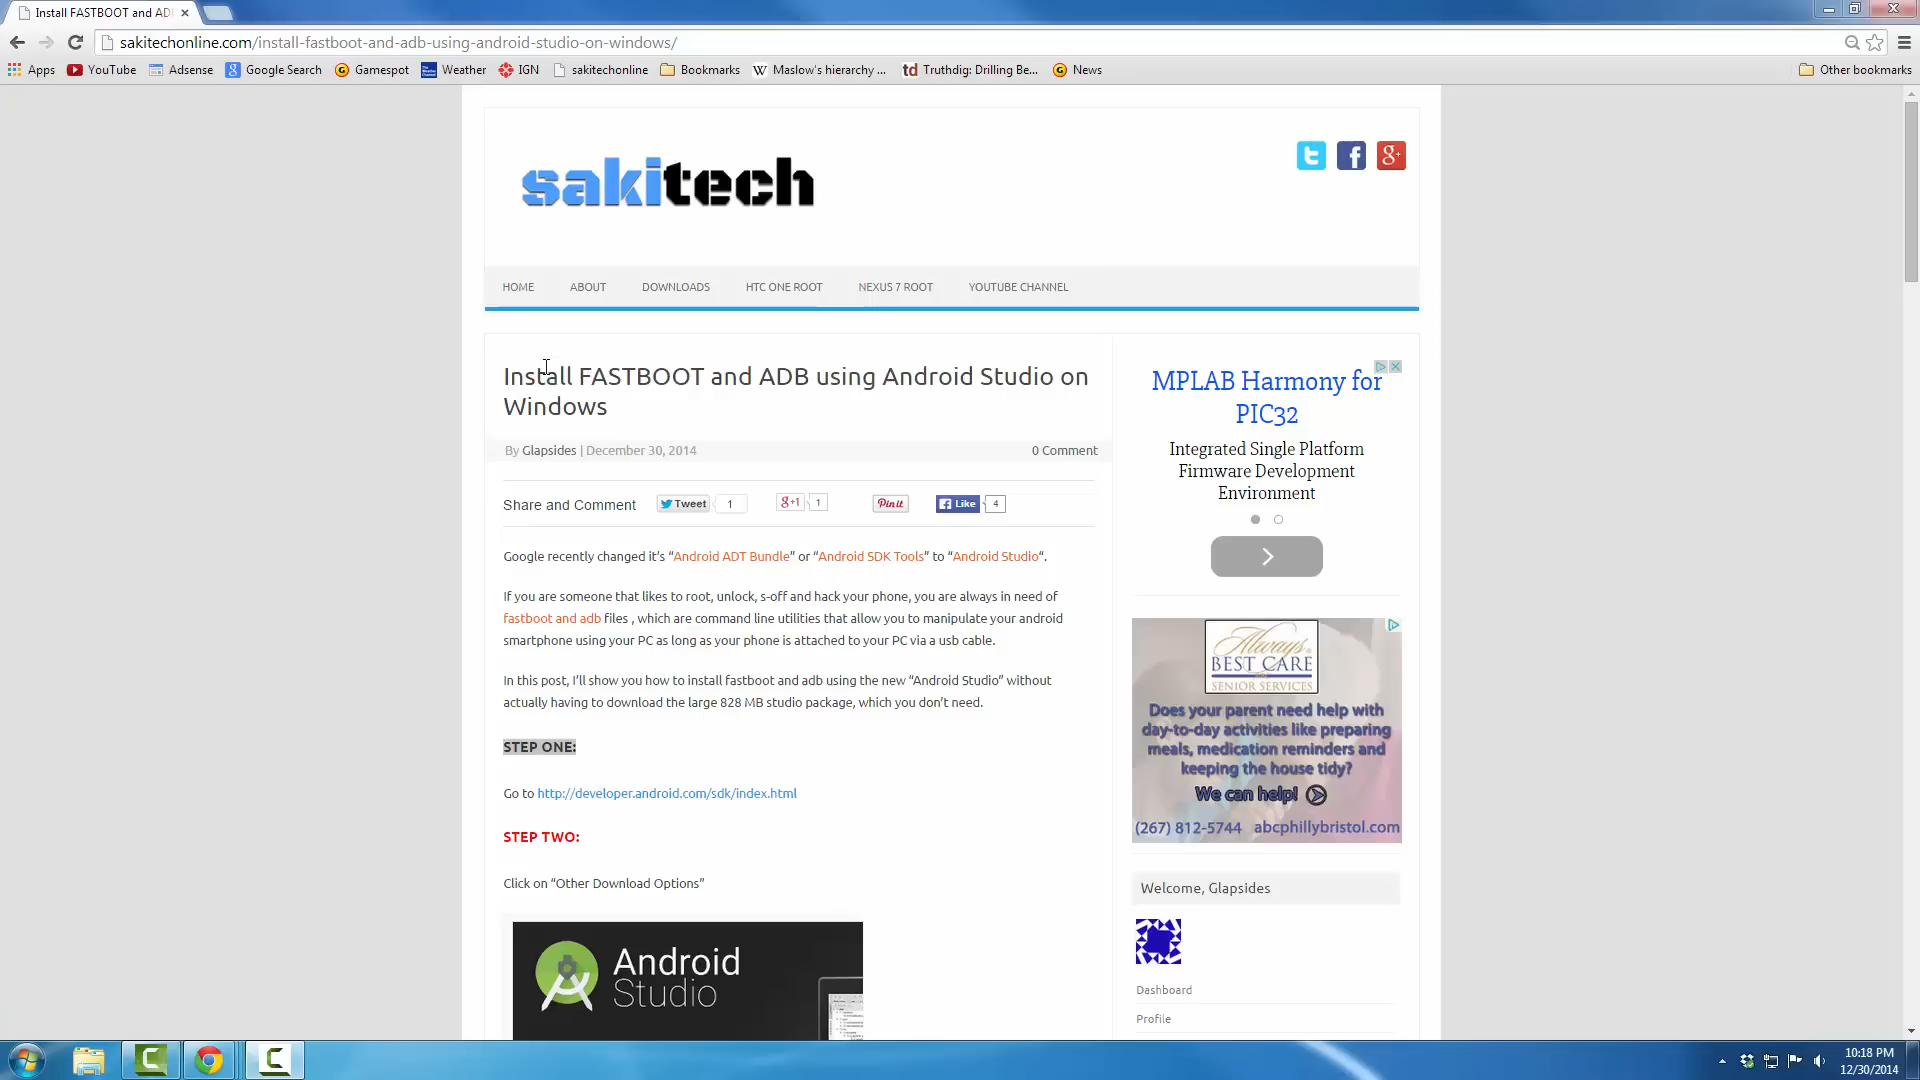 Install FASTBOOT and AD
sakitechonline.com/install-fastboot-and-adb-using-android-studio-on-windows/
Apps YouTube Adsense Google Search Gamespot Weather IGN sakitechonline Bookmarks Maslow's hierarchy ... Truthdig: Drilling Be... News Other bookmarks
sakitech
HOME ABOUT DOWNLOADS HTC ONE ROOT NEXUS 7 ROOT YOUTUBE CHANNEL
Install FASTBOOT and ADB using Android Studio on
Windows
By Glapsides | December 30, 2014 0 Comment
Share and Comment Tweet 1 g+1 1 Pin it Like 4
Google recently changed it's “Android ADT Bundle” or “Android SDK Tools” to “Android Studio“.
If you are someone that likes to root, unlock, s-off and hack your phone, you are always in need of
fastboot and adb files , which are command line utilities that allow you to manipulate your android
smartphone using your PC as long as your phone is attached to your PC via a usb cable.
In this post, I'll show you how to install fastboot and adb using the new “Android Studio” without
actually having to download the large 828 MB studio package, which you don't need.
STEP ONE:
Go to http://developer.android.com/sdk/index.html
STEP TWO:
Click on “Other Download Options”
Android
Studio
MPLAB Harmony for
PIC32
Integrated Single Platform
Firmware Development
Environment
Always
BEST CARE
SENIOR SERVICES
Does your parent need help with
day-to-day activities like preparing
meals, medication reminders and
keeping the house tidy?
We can help!
(267) 812-5744 abcphillybristol.com
Welcome, Glapsides
Dashboard
Profile
10:18 PM
12/30/2014